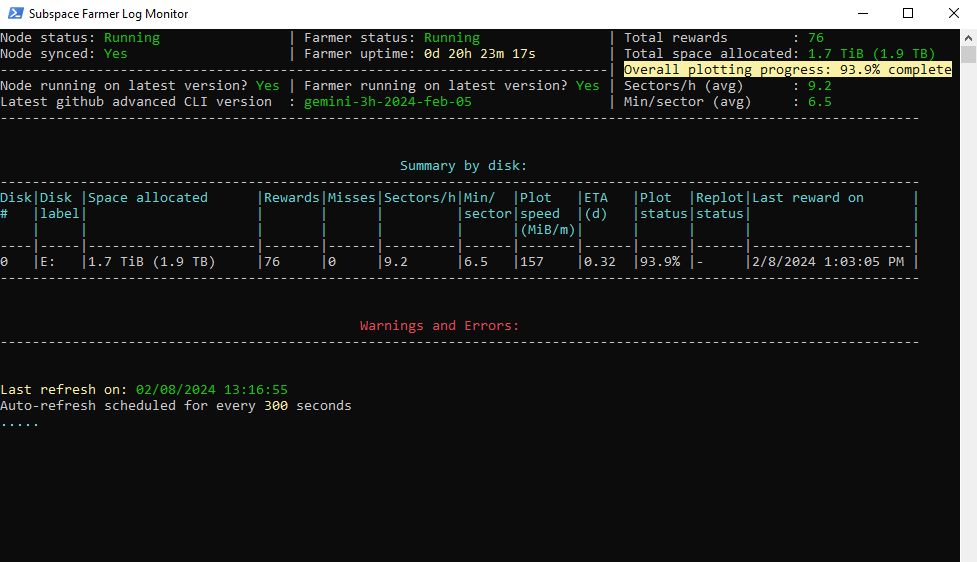 Subspace Farmer Log Monitor
Node status: Running | Farmer status: Running | Total rewards : 76
Node synced: Yes | Farmer uptime: 0d 20h 23m 17s | Total space allocated: 1.7 TiB (1.9 TB)
----------------------------------------------------------------------------| Overall plotting progress: 93.9% complete
Node running on latest version? Yes | Farmer running on latest version? Yes | Sectors/h (avg) : 9.2
Latest github advanced CLI version : gemini-3h-2024-feb-05 | Min/sector (avg) : 6.5
-------------------------------------------------------------------------------------------------------------------
Summary by disk:
-------------------------------------------------------------------------------------------------------------------
Disk|Disk |Space allocated |Rewards|Misses|Sectors/h|Min/ |Plot |ETA |Plot |Replot|Last reward on |
# |label| | | | |sector|speed |(d) |status|status| |
| | | | | | |(MiB/m)| | | | |
----|-----|---------------------|-------|------|---------|------|-------|------|------|------|--------------------|
0 |E: |1.7 TiB (1.9 TB) |76 |0 |9.2 |6.5 |157 |0.32 |93.9% |- |2/8/2024 1:03:05 PM |
-------------------------------------------------------------------------------------------------------------------
Warnings and Errors:
-------------------------------------------------------------------------------------------------------------------
Last refresh on: 02/08/2024 13:16:55
Auto-refresh scheduled for every 300 seconds
.....